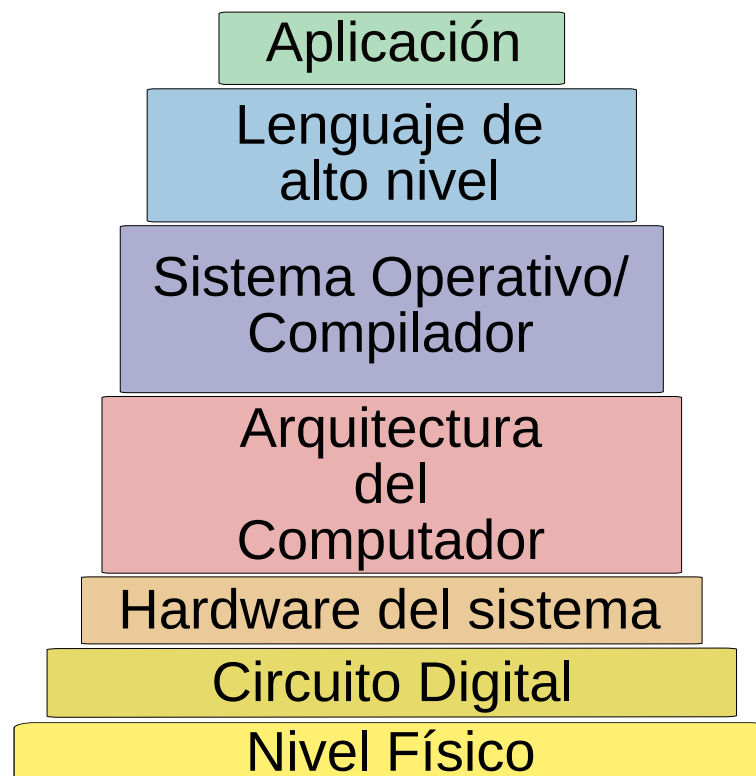 Aplicación
Lenguaje de
alto nivel
Sistema Operativo/
Compilador
Arquitectura
del
Computador
Hardware del sistema
Circuito Digital
Nivel Físico